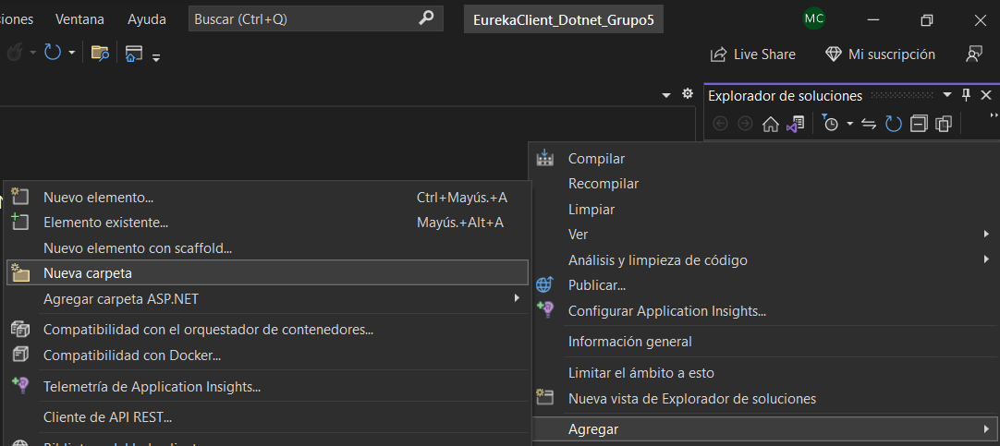 siones Ventana Ayuda Buscar (Ctrl+Q) EurekaClient_Dotnet_Grupo5 MC
Live Share Mi suscripción
Explorador de soluciones
Compilar
Recompilar
Limpiar
Ver
Análisis y limpieza de código
Publicar...
Configurar Application Insights...
Información general
Limitar el ámbito a esto
Nueva vista de Explorador de soluciones
Agregar
Nuevo elemento... Ctrl+Mayús.+A
Elemento existente... Mayús.+Alt+A
Nuevo elemento con scaffold...
Nueva carpeta
Agregar carpeta ASP.NET
Compatibilidad con el orquestador de contenedores...
Compatibilidad con Docker...
Telemetría de Application Insights...
Cliente de API REST...